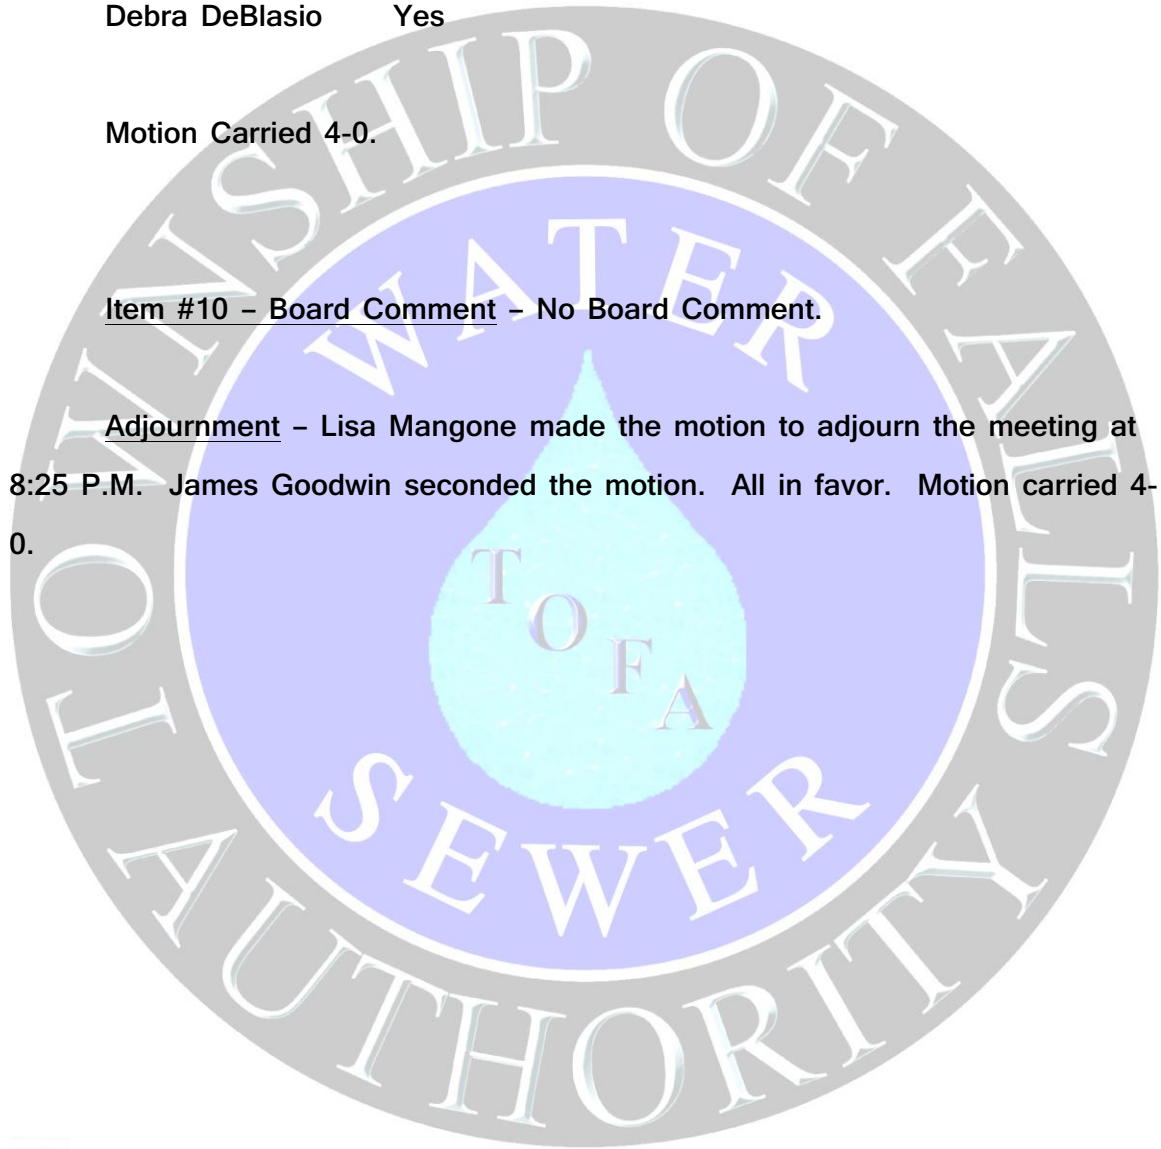 Debra DeBlasio Yes
Motion Carried 4-0.
Item #10 – Board Comment – No Board Comment.
Adjournment – Lisa Mangone made the motion to adjourn the meeting at
8:25 P.M. James Goodwin seconded the motion. All in favor. Motion carried 4-
0.
TOWNSHIP OF FALLS
WATER
TOFA
SEWER
AUTHORITY